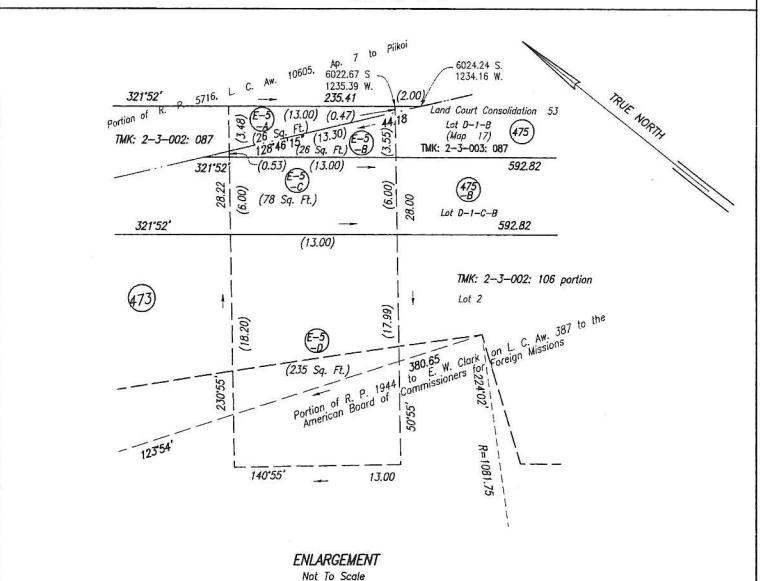 Portion of R. P. 5716, L. C. Aw. 10605, Ap. 7 to Piikoi
6022.67 S
1235.39 W.
6024.24 S.
1234.16 W.
321°52'
235.41
(2.00)
TMK: 2-3-002: 087
(3.48)
E-5
-A
(13.00)
(0.47)
44.18
(26 Sq. Ft.)
128°46'15"
(13.30)
(26 Sq. Ft.)
E-5
-B
(3.55)
Land Court Consolidation 53
Lot D-1-B
(Map 17)
475
TMK: 2-3-003: 087
TRUE NORTH
321°52'
(0.53)
(13.00)
592.82
28.22
(6.00)
E-5
-C
(78 Sq. Ft.)
(6.00)
28.00
475
-B
Lot D-1-C-B
321°52'
(13.00)
592.82
473
TMK: 2-3-002: 106 portion
Lot 2
(18.20)
E-5
-D
(17.99)
(235 Sq. Ft.)
380.65
Portion of R. P. 1944 to E. W. Clark on L. C. Aw. 387 to the
American Board of Commissioners for Foreign Missions
230°55'
50°55'
224°02'
R=1081.75
123°54'
140°55'
13.00
ENLARGEMENT
Not To Scale